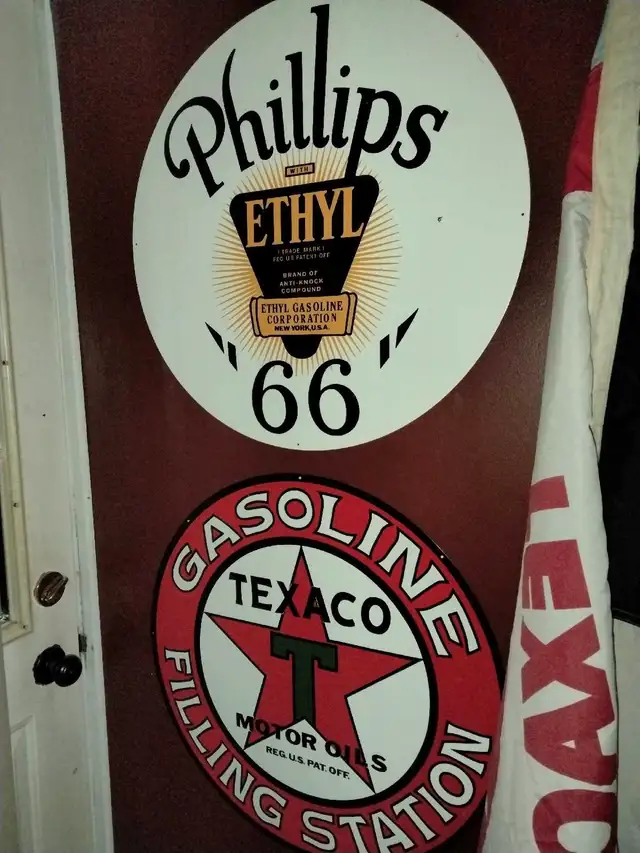 Phillips
WITH
ETHYL
(TRADE MARK)
REG. US PATENT OFF.
BRAND OF
ANTI-KNOCK
COMPOUND
ETHYL GASOLINE
CORPORATION
NEW YORK, U.S.A.
"66"
GASOLINE
TEXACO
T
MOTOR OILS
REG. U.S. PAT. OFF.
FILLING STATION
TEXACO